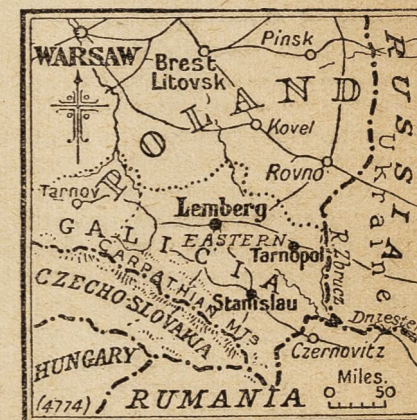 WARSAW
Pinsk
Brest
Litovsk
RUSSIA
Ukraine
POLAND
Kovel
Rovno
Tarnov
Lemberg
GALICIA
EASTERN
Tarnopol
R. Zbrucz
CARPATHIAN MTS
CZECHO-SLOVAKIA
Stanislau
Dniester
Czernovitz
HUNGARY
Miles.
0 50
(4774)
RUMANIA